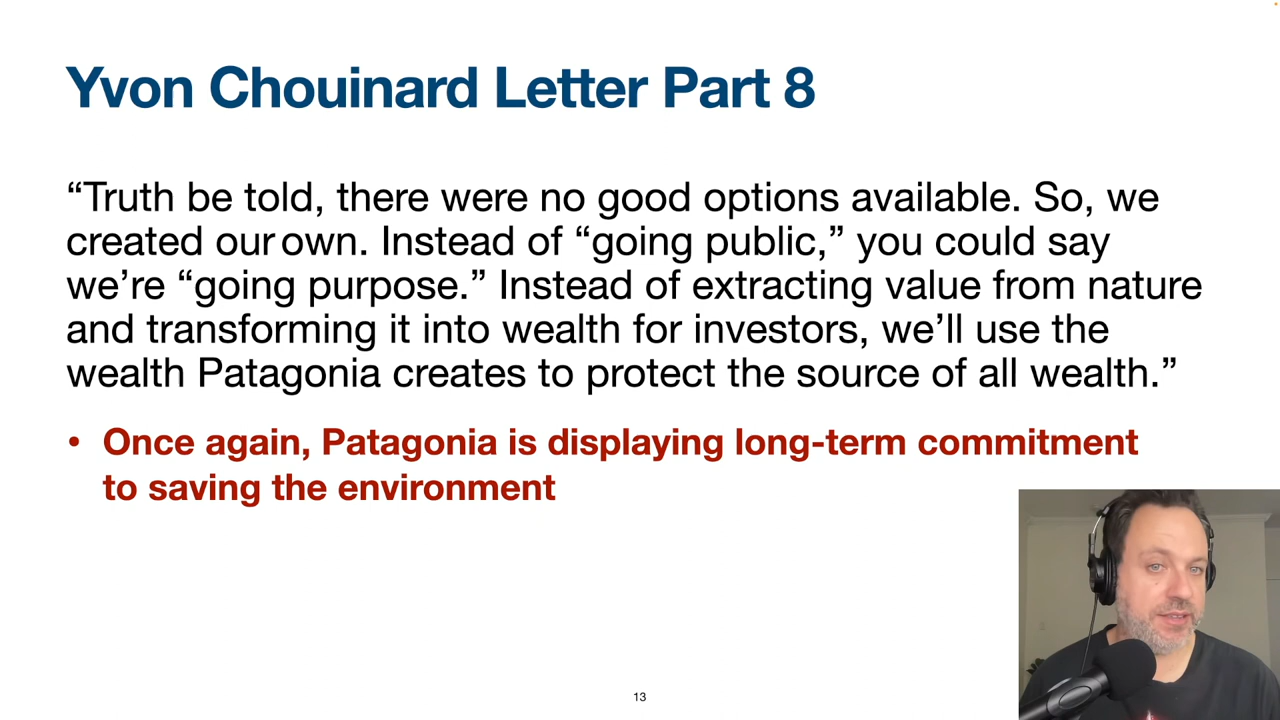 Yvon Chouinard Letter Part 8
“Truth be told, there were no good options available. So, we
created our own. Instead of “going public,” you could say
we’re “going purpose.” Instead of extracting value from nature
and transforming it into wealth for investors, we’ll use the
wealth Patagonia creates to protect the source of all wealth.”
• Once again, Patagonia is displaying long-term commitment
to saving the environment
13